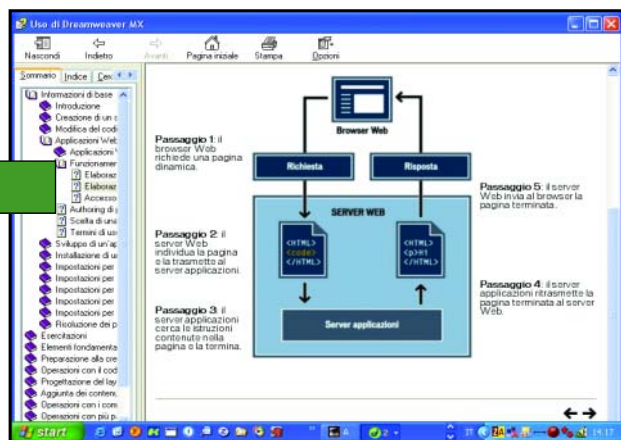 Uso di Dreamweaver MX
Nascondi Indietro Avanti Pagina iniziale Stampa Opzioni
Sommario Indice
Informazioni di base
Introduzione
Creazione di un
Modifica del codi
Applicazioni Web
Applicazioni
Funzionamer
Elaboraz
Elaboraz
Accesso
Authoring di
Scelta di una
Termini di us
Sviluppo di un'ap
Installazione di u
Impostazioni per
Impostazioni per
Impostazioni per
Impostazioni per
Impostazioni per
Risoluzione dei p
Esercitazioni
Elementi fondamenta
Preparazione alla cre
Operazioni con il cod
Progettazione del lay
Aggiunta dei conten
Operazioni con i com
Operazioni con più p
Browser Web
Passaggio 1: il
browser Web
richiede una pagina
dinamica.
Richiesta
Risposta
Passaggio 5: il server
Web invia al browser la
pagina terminata.
SERVER WEB
Passaggio 2: il
server Web
individua la pagina
e la trasmette al
server applicazioni.
<HTML>
<code>
</HTML>
<HTML>
<p>Hi
</HTML>
Passaggio 4: il server
applicazioni ritrasmette la
pagina terminata al server
Web.
Passaggio 3: il
server applicazioni
cerca le istruzioni
contenute nella
pagina e la termina.
Server applicazioni
start
IT
14.17